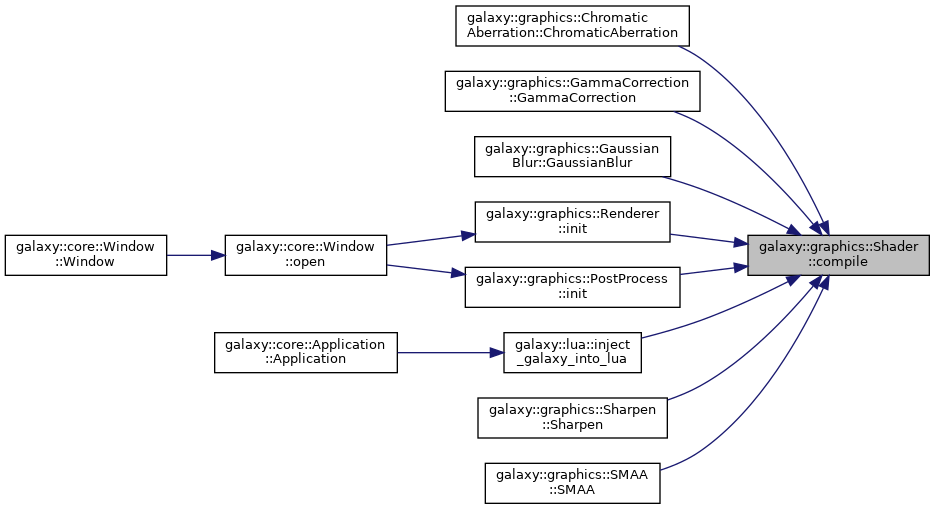 galaxy::graphics::Chromatic
Aberration::ChromaticAberration
galaxy::graphics::GammaCorrection
::GammaCorrection
galaxy::graphics::Gaussian
Blur::GaussianBlur
galaxy::graphics::Renderer
::init
galaxy::core::Window
::Window
galaxy::core::Window
::open
galaxy::graphics::Shader
::compile
galaxy::graphics::PostProcess
::init
galaxy::core::Application
::Application
galaxy::lua::inject
_galaxy_into_lua
galaxy::graphics::Sharpen
::Sharpen
galaxy::graphics::SMAA
::SMAA